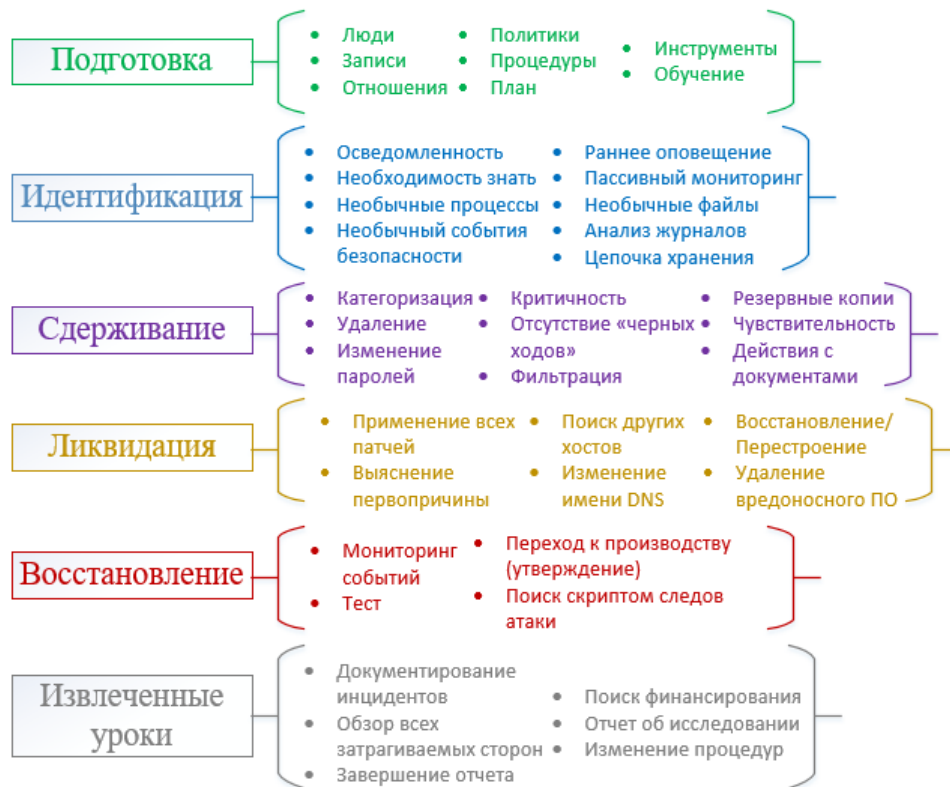 Подготовка
Люди
Записи
Отношения
Политики
Процедуры
План
Инструменты
Обучение
Идентификация
Осведомленность
Необходимость знать
Необычные процессы
Необычный события
безопасности
Раннее оповещение
Пассивный мониторинг
Необычные файлы
Анализ журналов
Цепочка хранения
Сдерживание
Категоризация
Удаление
Изменение
паролей
Критичность
Отсутствие «черных
ходов»
Фильтрация
Резервные копии
Чувствительность
Действия с
документами
Ликвидация
Применение всех
патчей
Выяснение
первопричины
Поиск других
хостов
Изменение
имени DNS
Восстановление/
Перестроение
Удаление
вредоносного ПО
Восстановление
Мониторинг
событий
Тест
Переход к производству
(утверждение)
Поиск скриптом следов
атаки
Извлеченные
уроки
Документирование
инцидентов
Обзор всех
затрагиваемых сторон
Завершение отчета
Поиск финансирования
Отчет об исследовании
Изменение процедур